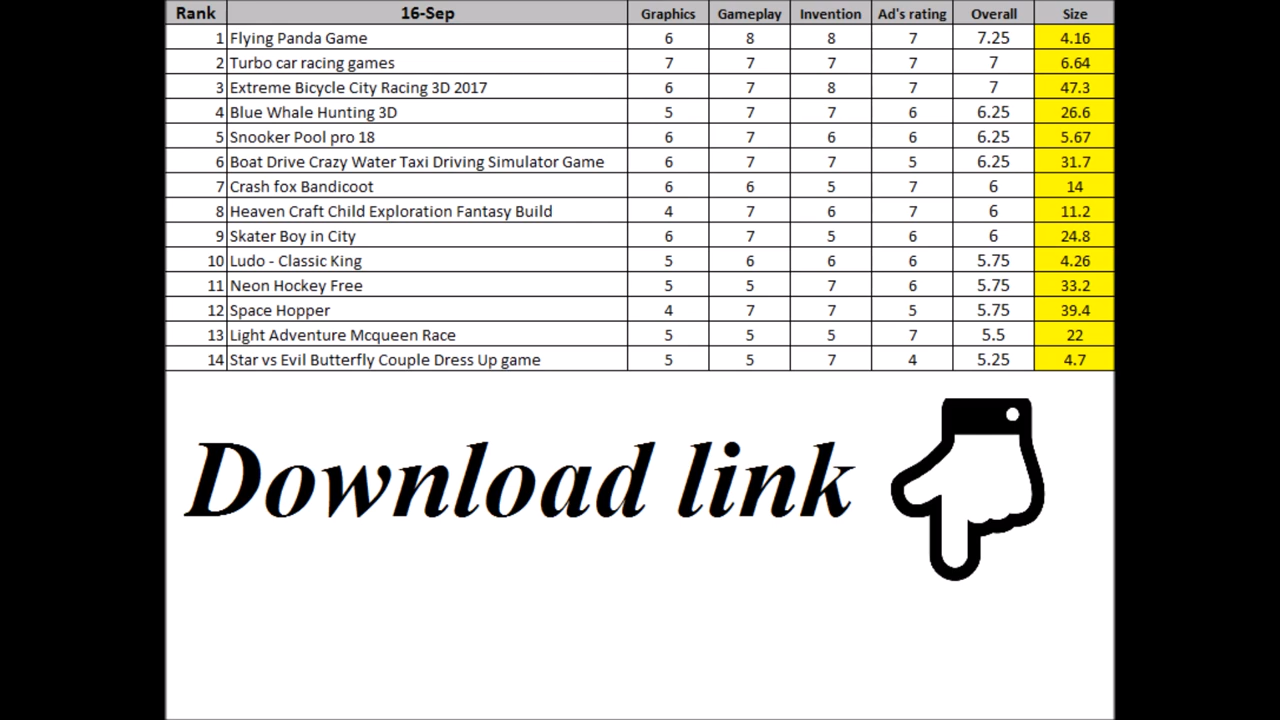 Rank 16-Sep Graphics Gameplay Invention Ad's rating Overall Size
1 Flying Panda Game 6 8 8 7 7.25 4.16
2 Turbo car racing games 7 7 7 7 7 6.64
3 Extreme Bicycle City Racing 3D 2017 6 7 8 7 7 47.3
4 Blue Whale Hunting 3D 5 7 7 6 6.25 26.6
5 Snooker Pool pro 18 6 7 6 6 6.25 5.67
6 Boat Drive Crazy Water Taxi Driving Simulator Game 6 7 7 5 6.25 31.7
7 Crash fox Bandicoot 6 6 5 7 6 14
8 Heaven Craft Child Exploration Fantasy Build 4 7 6 7 6 11.2
9 Skater Boy in City 6 7 5 6 6 24.8
10 Ludo - Classic King 5 6 6 6 5.75 4.26
11 Neon Hockey Free 5 5 7 6 5.75 33.2
12 Space Hopper 4 7 7 5 5.75 39.4
13 Light Adventure Mcqueen Race 5 5 5 7 5.5 22
14 Star vs Evil Butterfly Couple Dress Up game 5 5 7 4 5.25 4.7
Download link